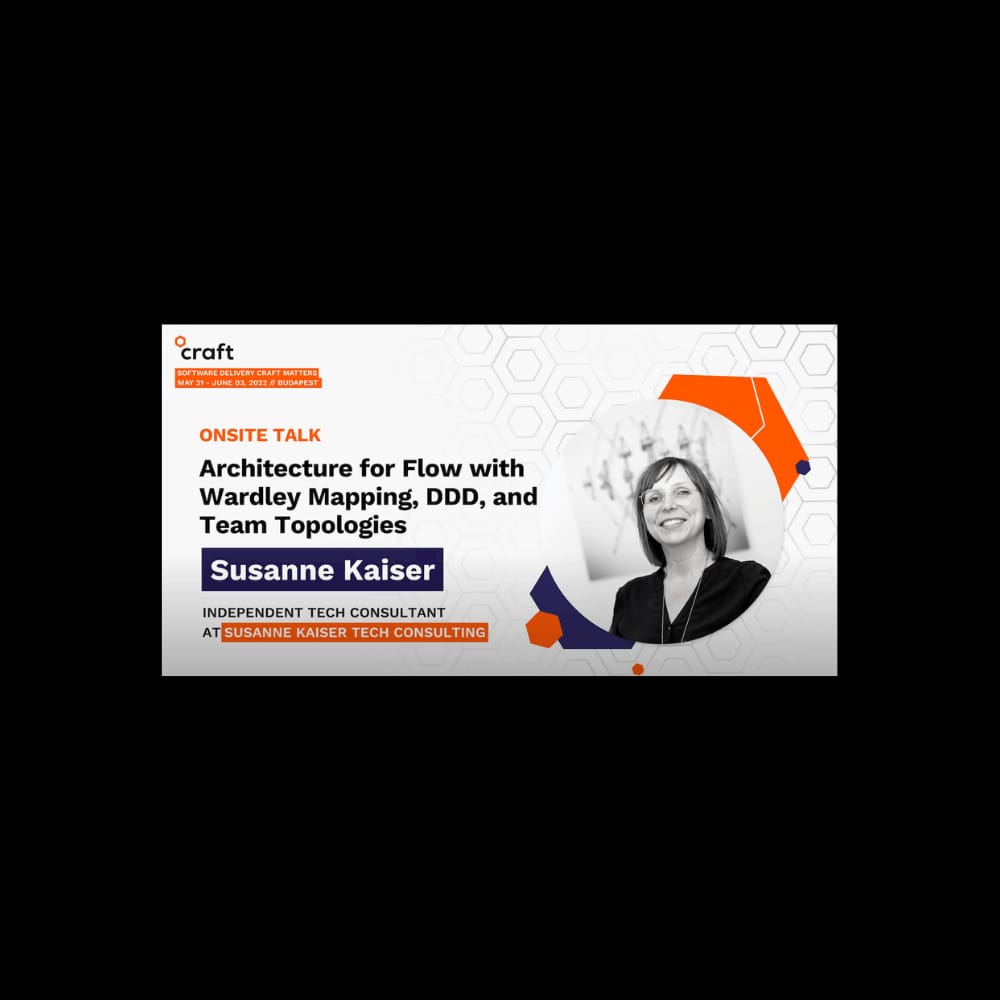 craft
SOFTWARE DELIVERY CRAFT MATTERS
MAY 31 - JUNE 03, 2022 // BUDAPEST
ONSITE TALK
Architecture for Flow with
Wardley Mapping, DDD, and
Team Topologies
Susanne Kaiser
INDEPENDENT TECH CONSULTANT
AT SUSANNE KAISER TECH CONSULTING